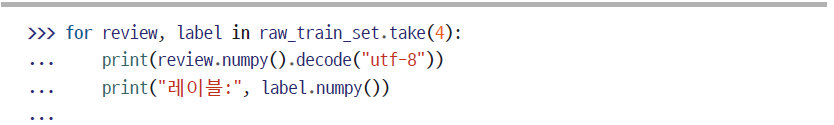 >>> for review, label in raw_train_set.take(4):
...     print(review.numpy().decode("utf-8"))
...     print("레이블:", label.numpy())
...